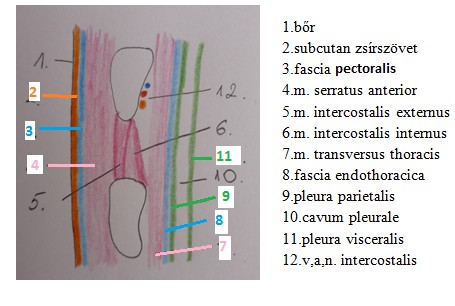 1.
2
3
4
5.
12.
6.
11
10.
9
8
7
1.bőr
2.subcutan zsírszövet
3.fascia pectoralis
4.m. serratus anterior
5.m. intercostalis externus
6.m. intercostalis internus
7.m. transversus thoracis
8.fascia endothoracica
9.pleura parietalis
10.cavum pleurale
11.pleura visceralis
12.v,a,n. intercostalis